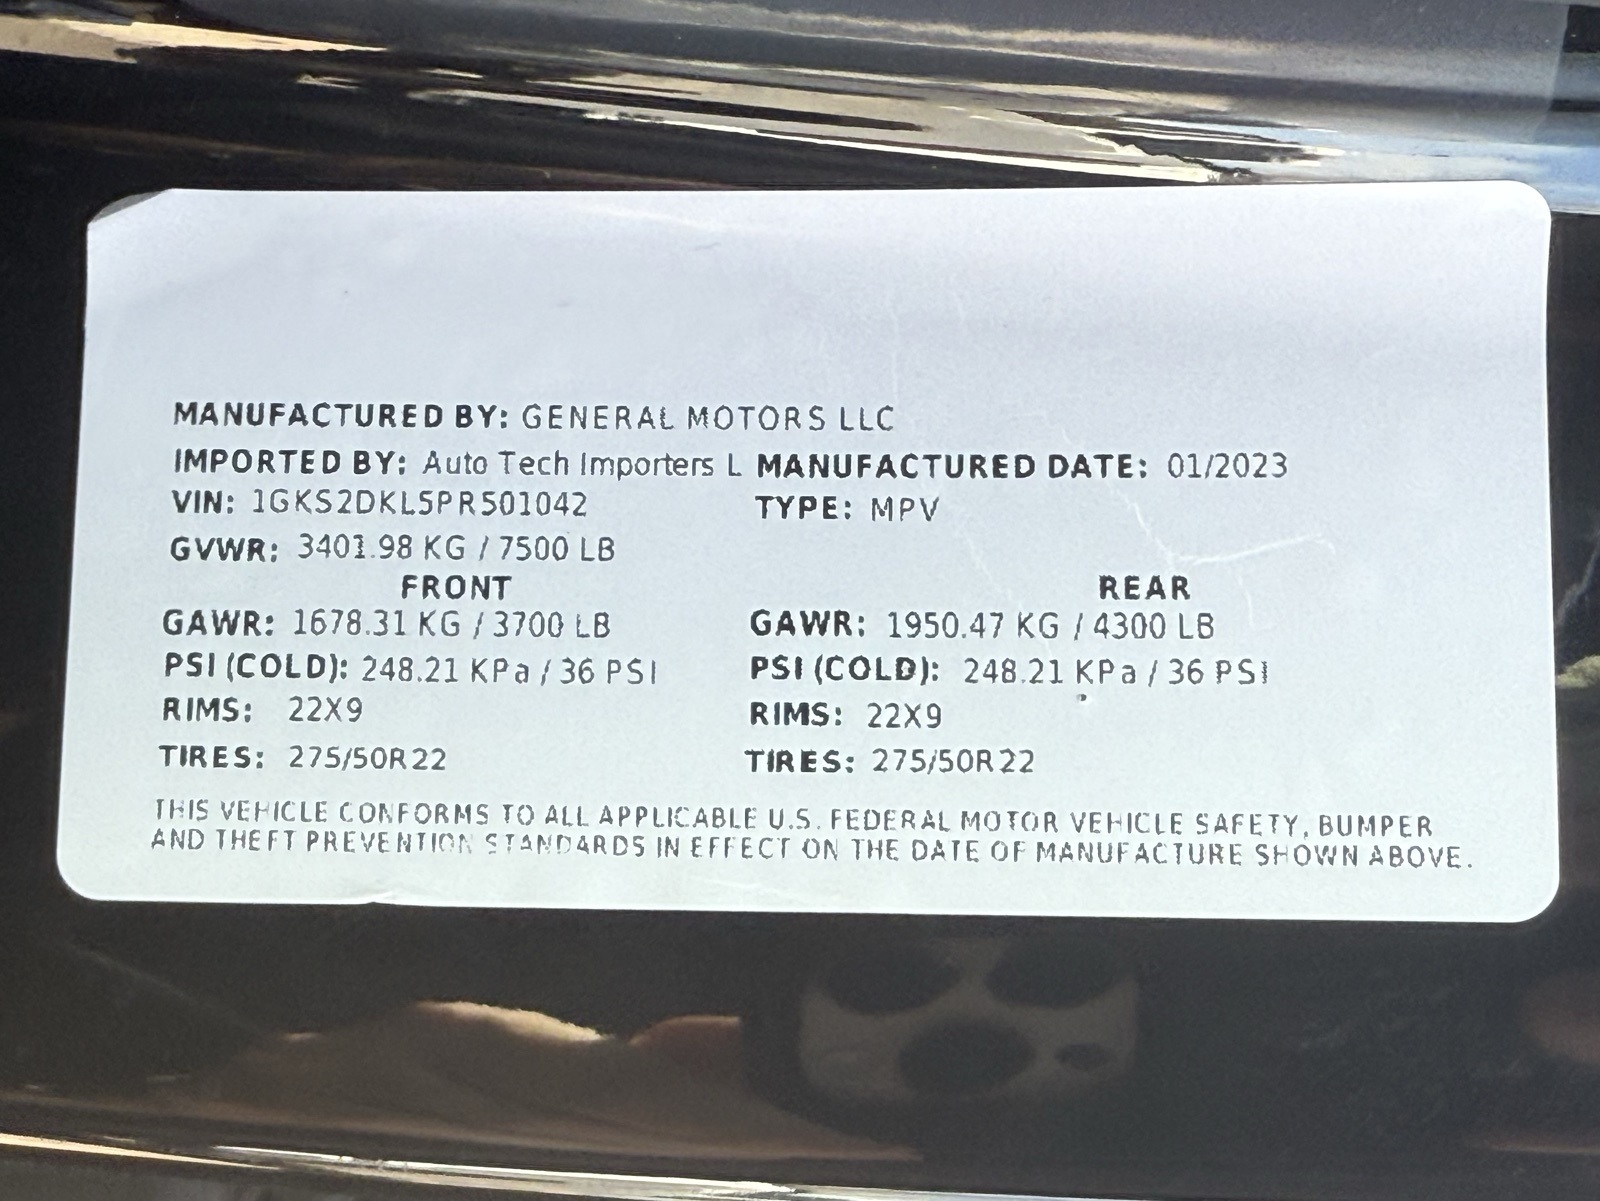 MANUFACTURED BY: GENERAL MOTORS LLC
IMPORTED BY: Auto Tech Importers L MANUFACTURED DATE: 01/2023
VIN: 1GKS2DKL5PR501042 TYPE: MPV
GVWR: 3401.98 KG / 7500 LB
FRONT REAR
GAWR: 1678.31 KG / 3700 LB GAWR: 1950.47 KG / 4300 LB
PSI (COLD): 248.21 KPa / 36 PSI PSI (COLD): 248.21 KPa / 36 PSI
RIMS: 22X9 RIMS: 22X9
TIRES: 275/50R22 TIRES: 275/50R22
THIS VEHICLE CONFORMS TO ALL APPLICABLE U.S. FEDERAL MOTOR VEHICLE SAFETY, BUMPER
AND THEFT PREVENTION STANDARDS IN EFFECT ON THE DATE OF MANUFACTURE SHOWN ABOVE.